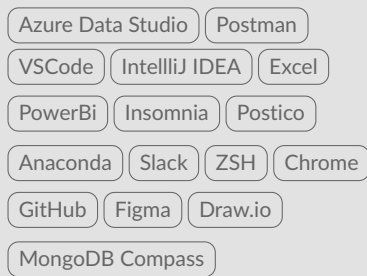 Azure Data Studio Postman
VSCode IntellliJ IDEA Excel
PowerBi Insomnia Postico
Anaconda Slack ZSH Chrome
GitHub Figma Draw.io
MongoDB Compass